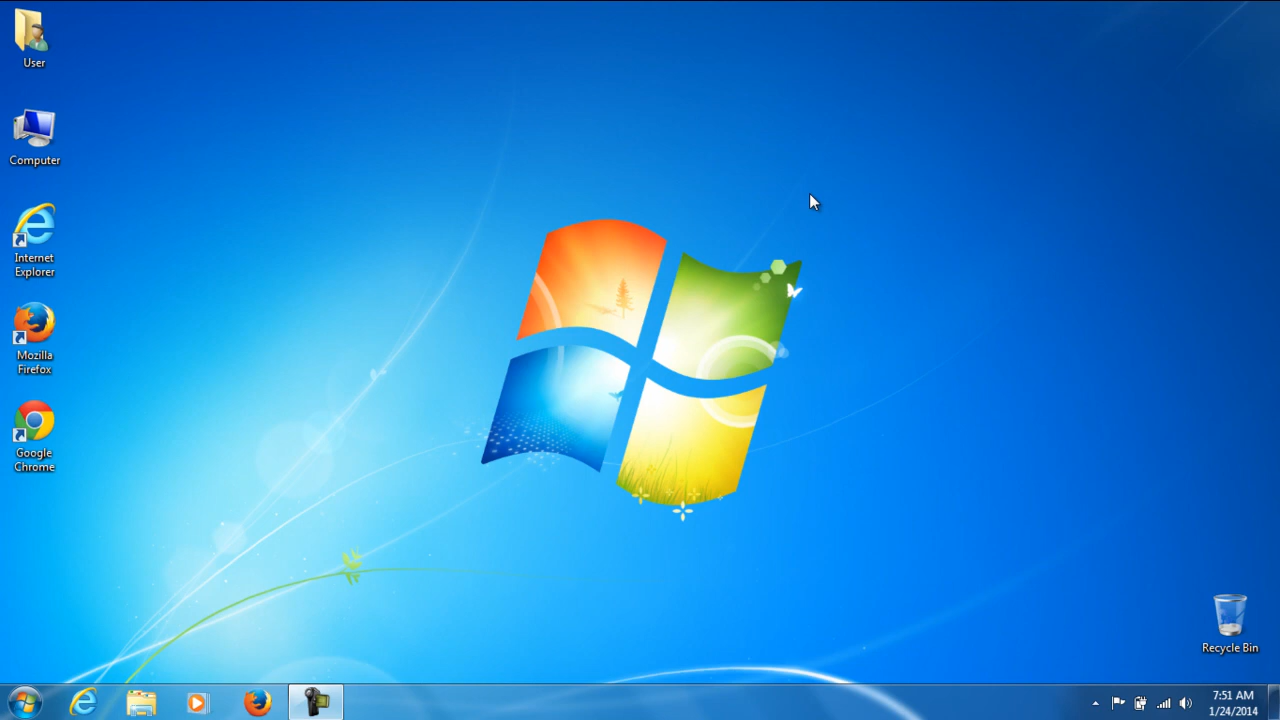 User
Computer
Internet
Explorer
Mozilla
Firefox
Google
Chrome
Recycle Bin
7:51 AM
1/24/2014